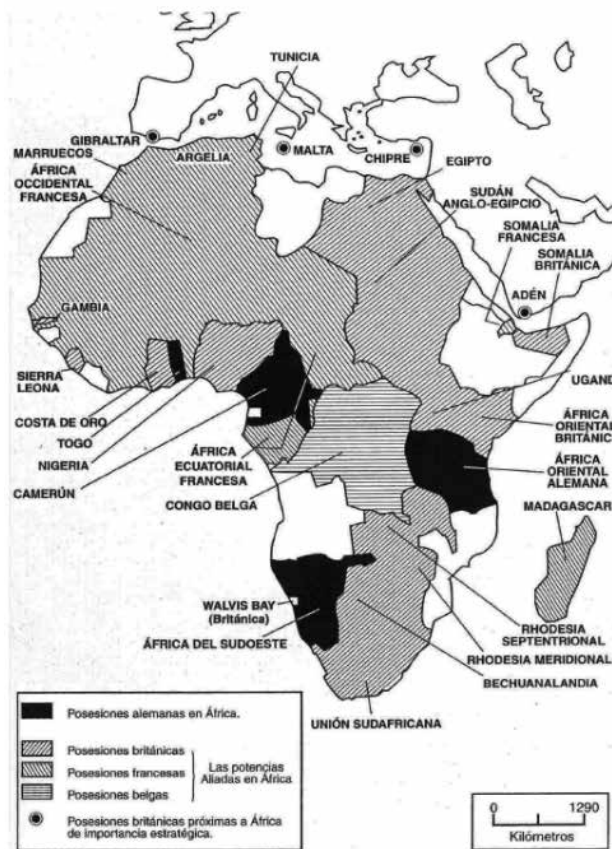 TUNICIA
GIBRALTAR
MARRUECOS
ARGELIA
MALTA
CHIPRE
ÁFRICA
OCCIDENTAL
FRANCESA
EGIPTO
SUDÁN
ANGLO-EGIPCIO
SOMALIA
FRANCESA
SOMALIA
BRITÁNICA
ADÉN
GAMBIA
SIERRA
LEONA
UGAND
COSTA DE ORO
TOGO
NIGERIA
CAMERÚN
ÁFRICA
ECUATORIAL
FRANCESA
CONGO BELGA
ÁFRICA
ORIENTAL
BRITÁNIC
ÁFRICA
ORIENTAL
ALEMANA
MADAGASCAR
WALVIS BAY
(Británica)
ÁFRICA DEL SUDOESTE
RHODESIA
SEPTENTRIONAL
RHODESIA MERIDIONAL
BECHUANALANDIA
UNIÓN SUDAFRICANA
Posesiones alemanas en África.
Posesiones británicas
Posesiones francesas
Posesiones belgas
Las potencias
Aliadas en África
Posesiones británicas próximas a África
de importancia estratégica.
0 1290
Kilómetros